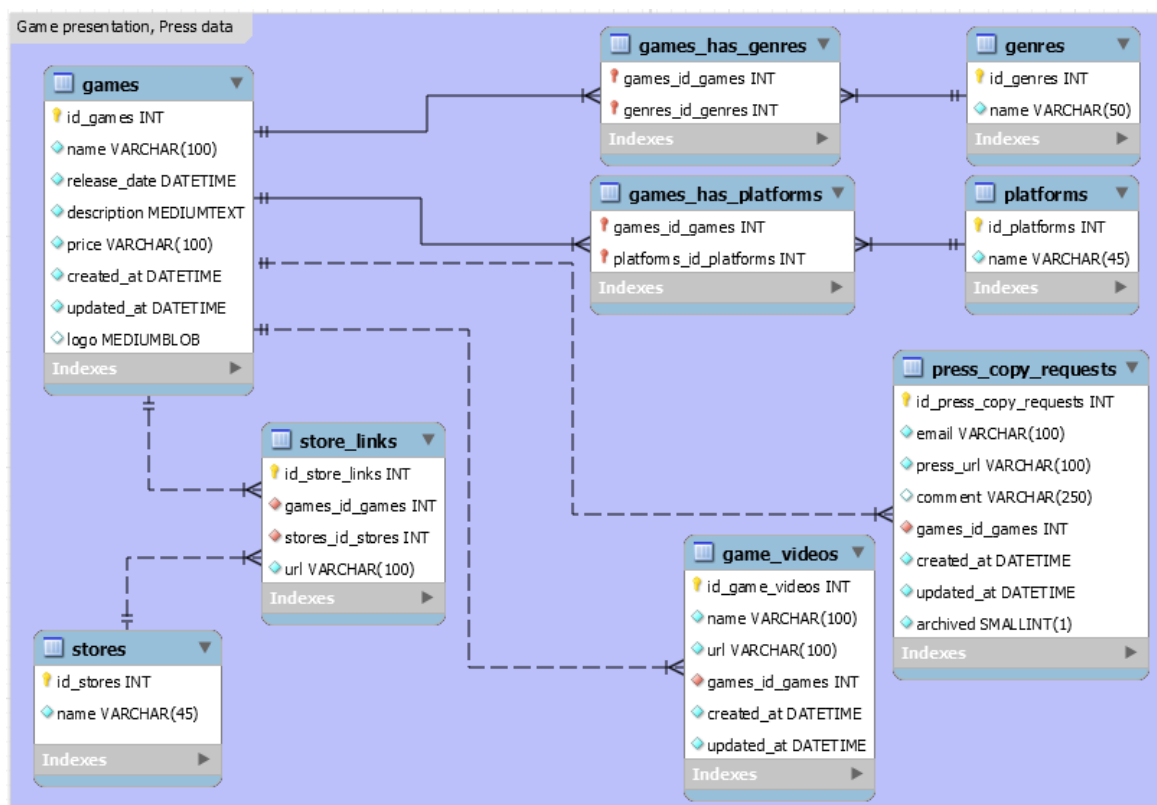 Game presentation, Press data
games
id_games INT
name VARCHAR(100)
release_date DATETIME
description MEDIUMTEXT
price VARCHAR(100)
created_at DATETIME
updated_at DATETIME
logo MEDIUMBLOB
Indexes
games_has_genres
games_id_games INT
genres_id_genres INT
Indexes
genres
id_genres INT
name VARCHAR(50)
Indexes
games_has_platforms
games_id_games INT
platforms_id_platforms INT
Indexes
platforms
id_platforms INT
name VARCHAR(45)
Indexes
press_copy_requests
id_press_copy_requests INT
email VARCHAR(100)
press_url VARCHAR(100)
comment VARCHAR(250)
games_id_games INT
created_at DATETIME
updated_at DATETIME
archived SMALLINT(1)
Indexes
store_links
id_store_links INT
games_id_games INT
stores_id_stores INT
url VARCHAR(100)
Indexes
game_videos
id_game_videos INT
name VARCHAR(100)
url VARCHAR(100)
games_id_games INT
created_at DATETIME
updated_at DATETIME
Indexes
stores
id_stores INT
name VARCHAR(45)
Indexes